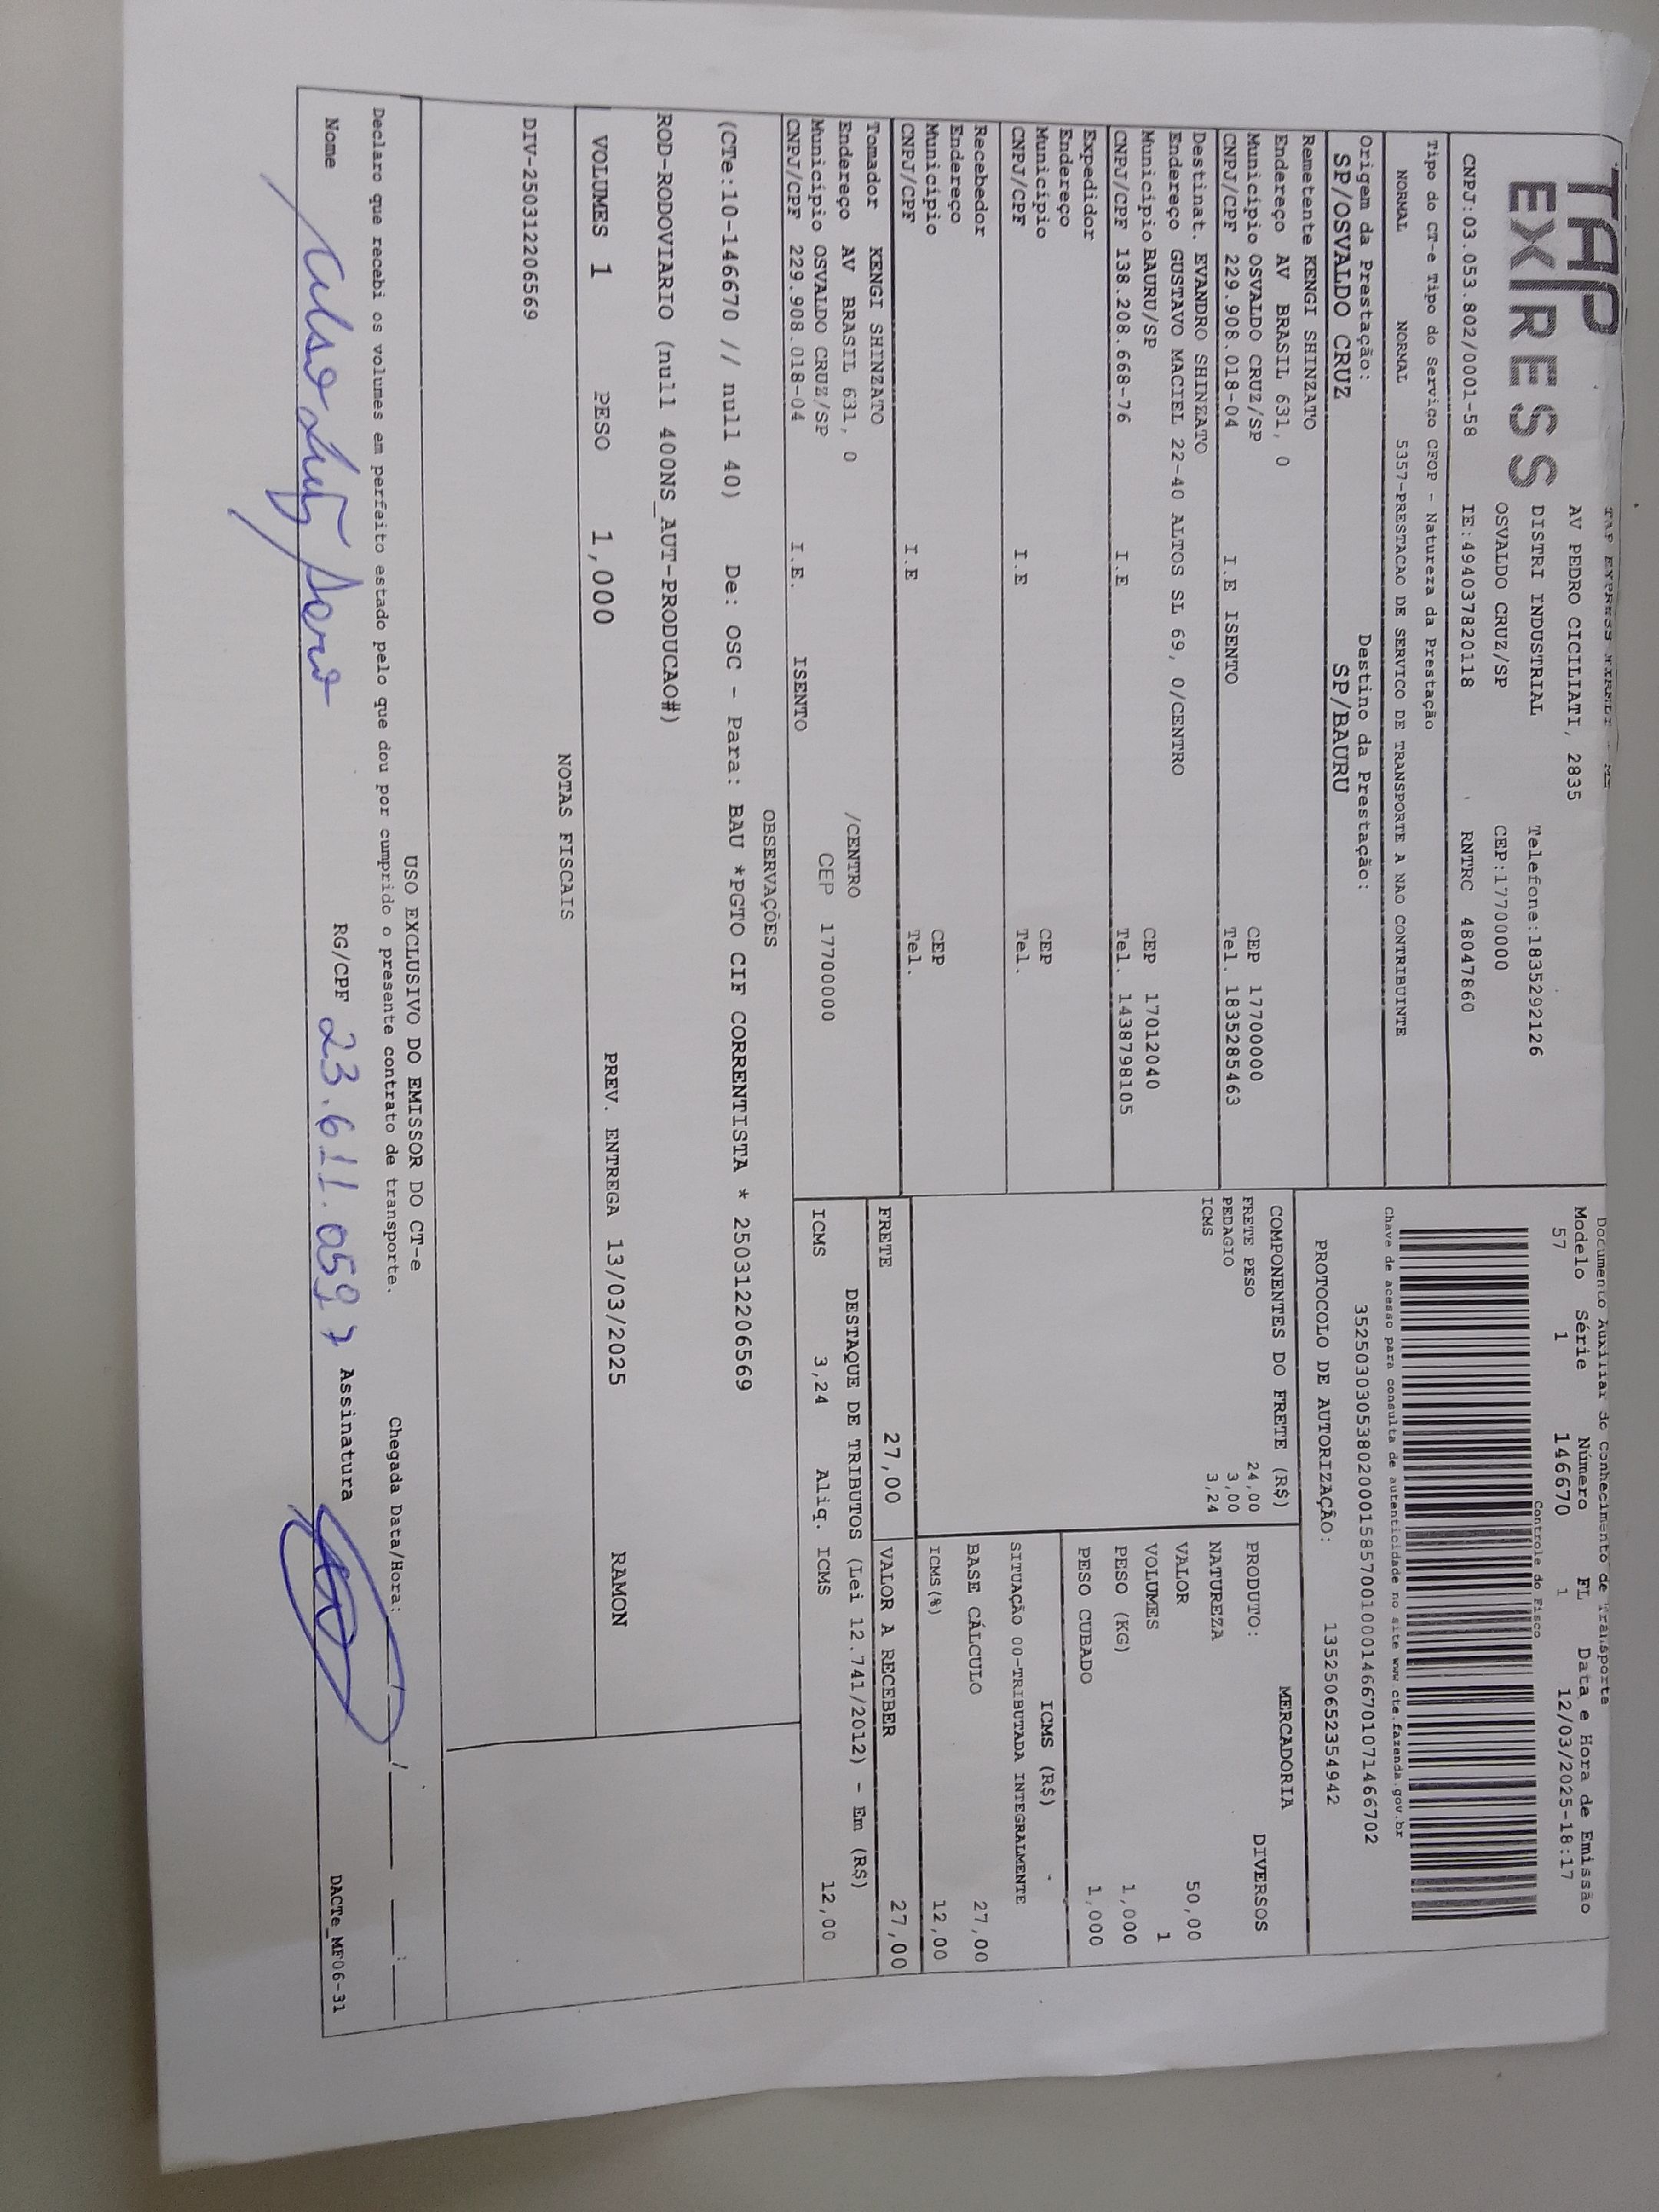 TAP
EXPRESS
AV PEDRO CICILIATI, 2835
DISTRI INDUSTRIAL Telefone:1835292126
OSVALDO CRUZ/SP CEP:17700000
CNPJ:03.053.802/0001-58 IE:494037820118 RNTRC 48047860
Tipo do CT-e Tipo do Serviço CFOP - Natureza da Prestação
NORMAL NORMAL 5357-PRESTACAO DE SERVICO DE TRANSPORTE A NAO CONTRIBUINTE
Origem da Prestação: Destino da Prestação:
SP/OSVALDO CRUZ SP/BAURU
Remetente KENGI SHINZATO
Endereço AV BRASIL 631, 0
Município OSVALDO CRUZ/SP CEP 17700000
CNPJ/CPF 229.908.018-04 I.E ISENTO Tel. 1835285463
Destinat. EVANDRO SHINZATO
Endereço GUSTAVO MACIEL 22-40 ALTOS SL 69, 0/CENTRO
Município BAURU/SP CEP 17012040
CNPJ/CPF 138.208.668-76 I.E Tel. 1438798105
Expedidor
Endereço
Município CEP
CNPJ/CPF I.E Tel.
Recebedor
Endereço
Município CEP
CNPJ/CPF I.E Tel.
Tomador KENGI SHINZATO
Endereço AV BRASIL 631, 0 /CENTRO
Município OSVALDO CRUZ/SP CEP 17700000
CNPJ/CPF 229.908.018-04 I.E. ISENTO
Documento Auxiliar do Conhecimento de Transporte
Modelo Série Número FL Data e Hora de Emissão
57 1 146670 1 12/03/2025-18:17
Controle do Fisco
Chave de acesso para consulta de autenticidade no site www.cte.fazenda.gov.br
35250303053802000158570010001466701071466702
PROTOCOLO DE AUTORIZAÇÃO: 135250652354942
COMPONENTES DO FRETE (R$)
FRETE PESO 24,00
PEDAGIO 3,00
ICMS 3,24
MERCADORIA
PRODUTO: DIVERSOS
NATUREZA
VALOR 50,00
VOLUMES 1
PESO (KG) 1,000
PESO CUBADO 1,000
ICMS (R$)
SITUAÇÃO 00-TRIBUTADA INTEGRALMENTE
BASE CÁLCULO 27,00
ICMS(%) 12,00
FRETE 27,00 VALOR A RECEBER 27,00
DESTAQUE DE TRIBUTOS (Lei 12.741/2012) - Em (R$)
ICMS 3,24 Aliq. ICMS 12,00
OBSERVAÇÕES
(CTe:10-146670 // null 40) De: OSC - Para: BAU *PGTO CIF CORRENTISTA * 250312206569
ROD-RODOVIARIO (null 400NS_AUT-PRODUCAO#)
VOLUMES 1 PESO 1,000 PREV. ENTREGA 13/03/2025 RAMON
NOTAS FISCAIS
DIV-250312206569
USO EXCLUSIVO DO EMISSOR DO CT-e
Declaro que recebi os volumes em perfeito estado pelo que dou por cumprido o presente contrato de transporte. Chegada Data/Hora:
Nome RG/CPF 23.611.059 7 Assinatura
DACTe_MF06-31